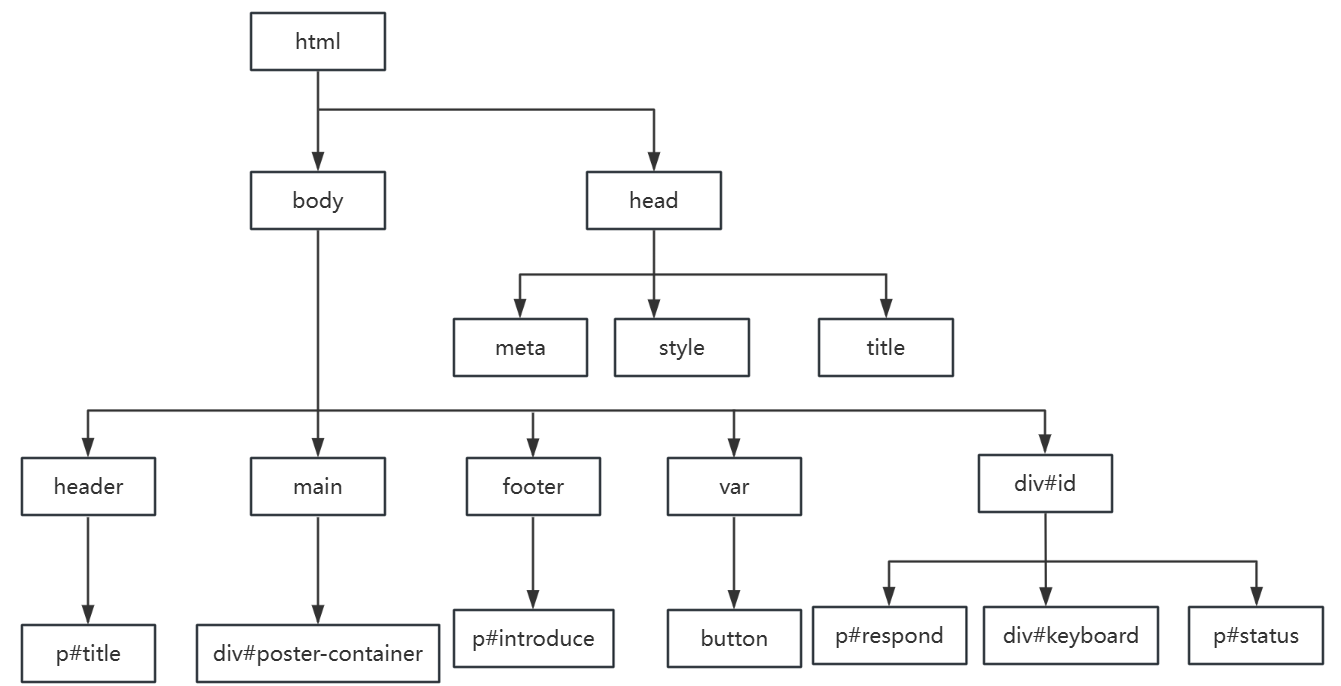 html
body
head
meta
style
title
header
main
footer
var
div#id
p#title
div#poster-container
p#introduce
button
p#respond
div#keyboard
p#status